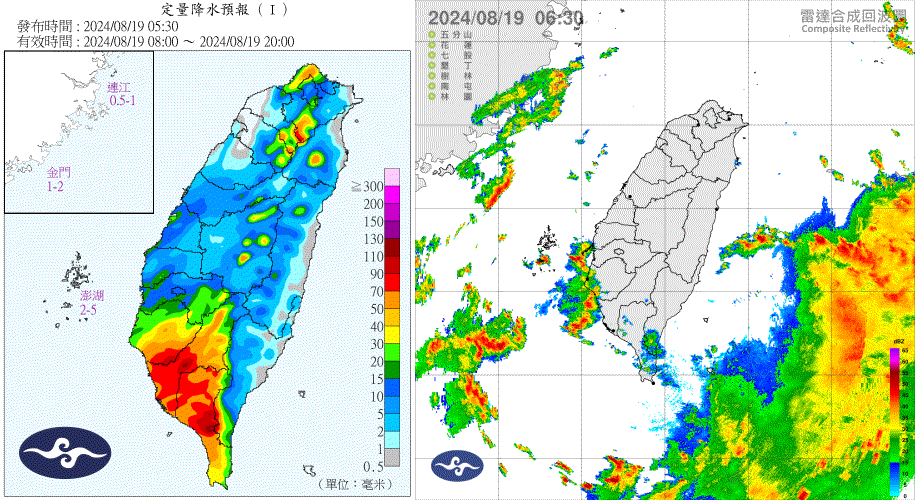 定量降水預報 ( I )
發布時間 : 2024/08/19 05:30
有效時間 : 2024/08/19 08:00 ～ 2024/08/19 20:00
連江
0.5-1
金門
1-2
澎湖
2-5
≧ 300
200
150
130
110
90
70
50
40
30
20
15
10
5
2
1
0.5
(單位：毫米)
2024/08/19 06:30
雷達合成回波圖
Composite Reflectiv
五分山
花蓮
七股
墾丁
樹林
南屯
林園
dBZ
65
60
55
50
45
40
35
30
25
20
15
10
5
0